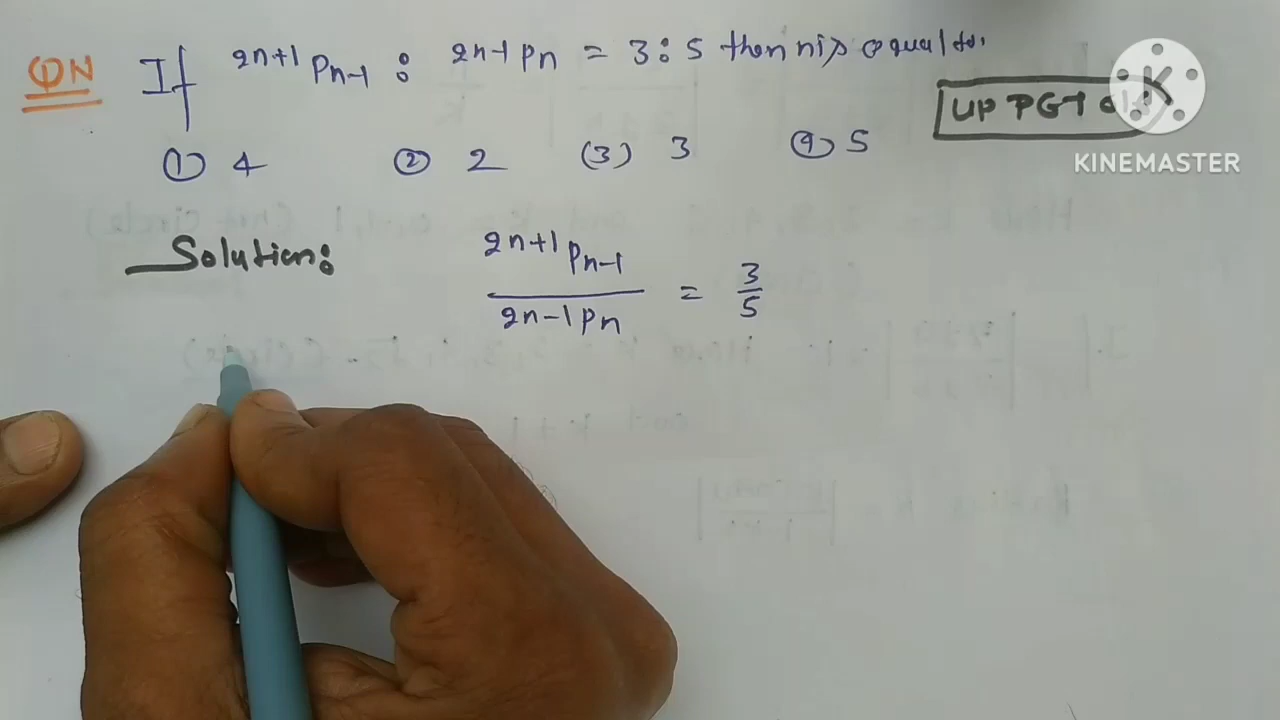 QN If ²ⁿ⁺¹Pₙ₋₁ : ²ⁿ⁻¹Pₙ = 3:5 then n is equal to.
UP PGT
KINEMASTER
① 4 ② 2 (3) 3 ④ 5
Solution:
²ⁿ⁺¹Pₙ₋₁ / ²ⁿ⁻¹Pₙ = 3/5